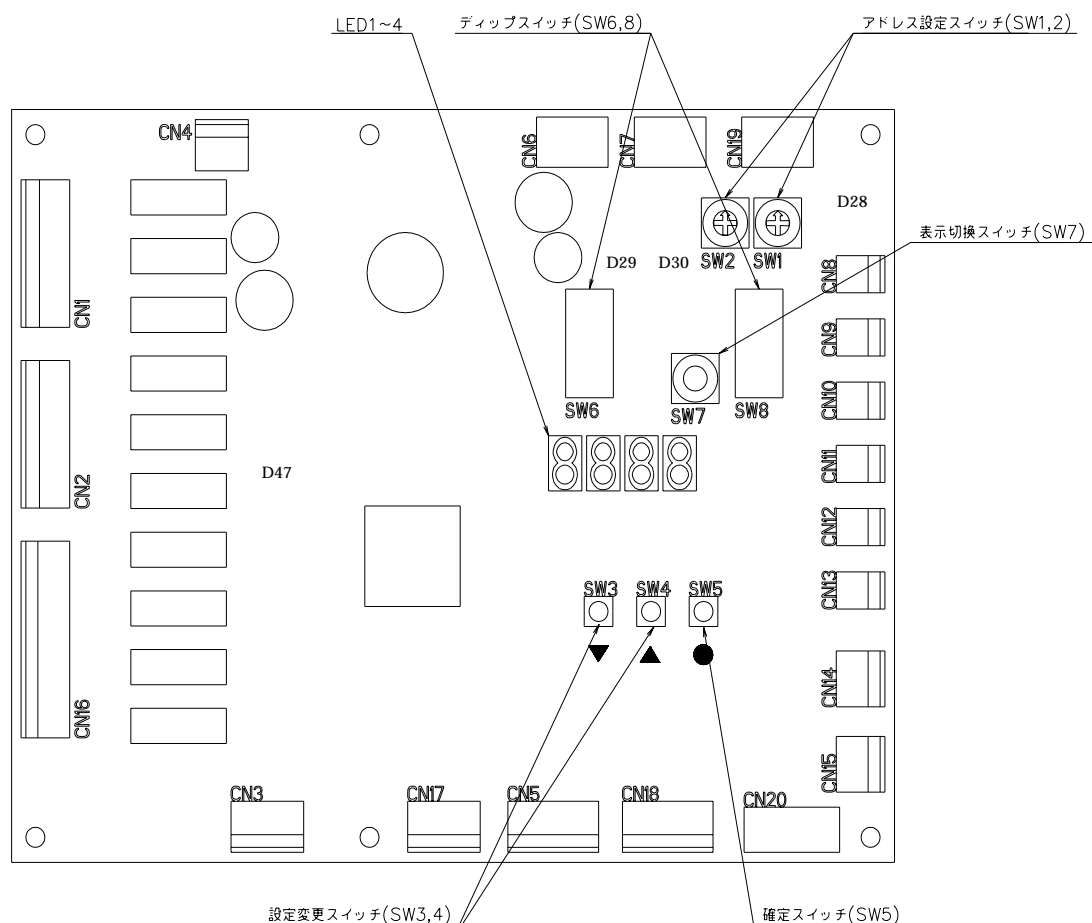 LED1~4
ディップスイッチ(SW6,8)
アドレス設定スイッチ(SW1,2)
CN4
CN6
CN7
CN19
D28
表示切換スイッチ(SW7)
D29
D30
SW2
SW1
CN8
CN1
CN9
CN10
SW6
SW7
SW8
CN11
D47
CN2
CN12
CN13
SW3
SW4
SW5
▼
▲
●
CN14
CN16
CN15
CN3
CN17
CN5
CN18
CN20
設定変更スイッチ(SW3,4)
確定スイッチ(SW5)